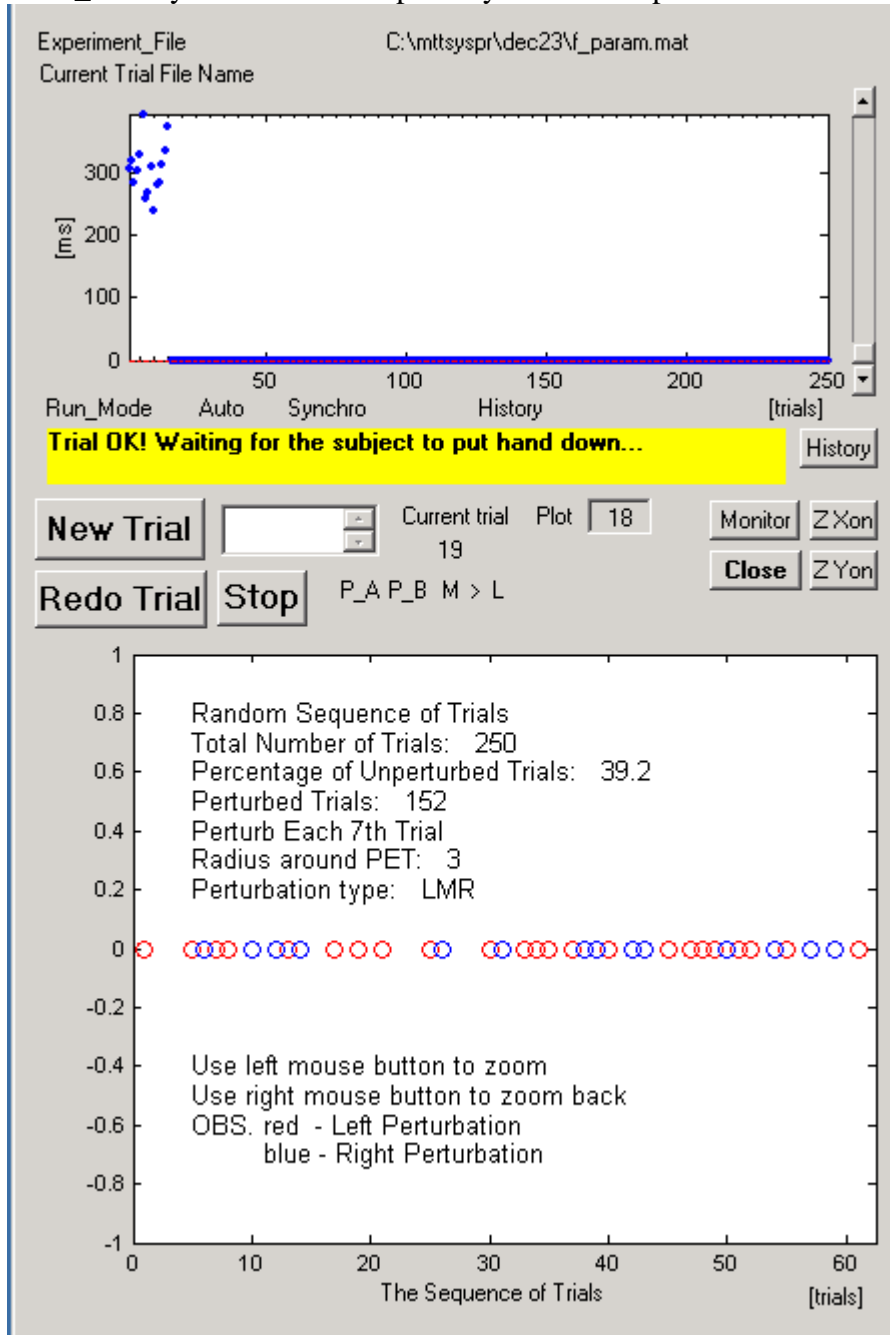 Experiment_File C:\mttsyspr\dec23\f_param.mat
Current Trial File Name
300
200
100
0
[ms]
50 100 150 200 250
Run_Mode Auto Synchro History [trials]
Trial OK! Waiting for the subject to put hand down...
History
New Trial
Current trial Plot 18
19
Monitor Z Xon
Redo Trial Stop P_A P_B M > L
Close Z Yon
1
0.8
0.6
0.4
0.2
0
-0.2
-0.4
-0.6
-0.8
-1
Random Sequence of Trials
Total Number of Trials: 250
Percentage of Unperturbed Trials: 39.2
Perturbed Trials: 152
Perturb Each 7th Trial
Radius around PET: 3
Perturbation type: LMR
Use left mouse button to zoom
Use right mouse button to zoom back
OBS. red - Left Perturbation
blue - Right Perturbation
0 10 20 30 40 50 60
The Sequence of Trials [trials]